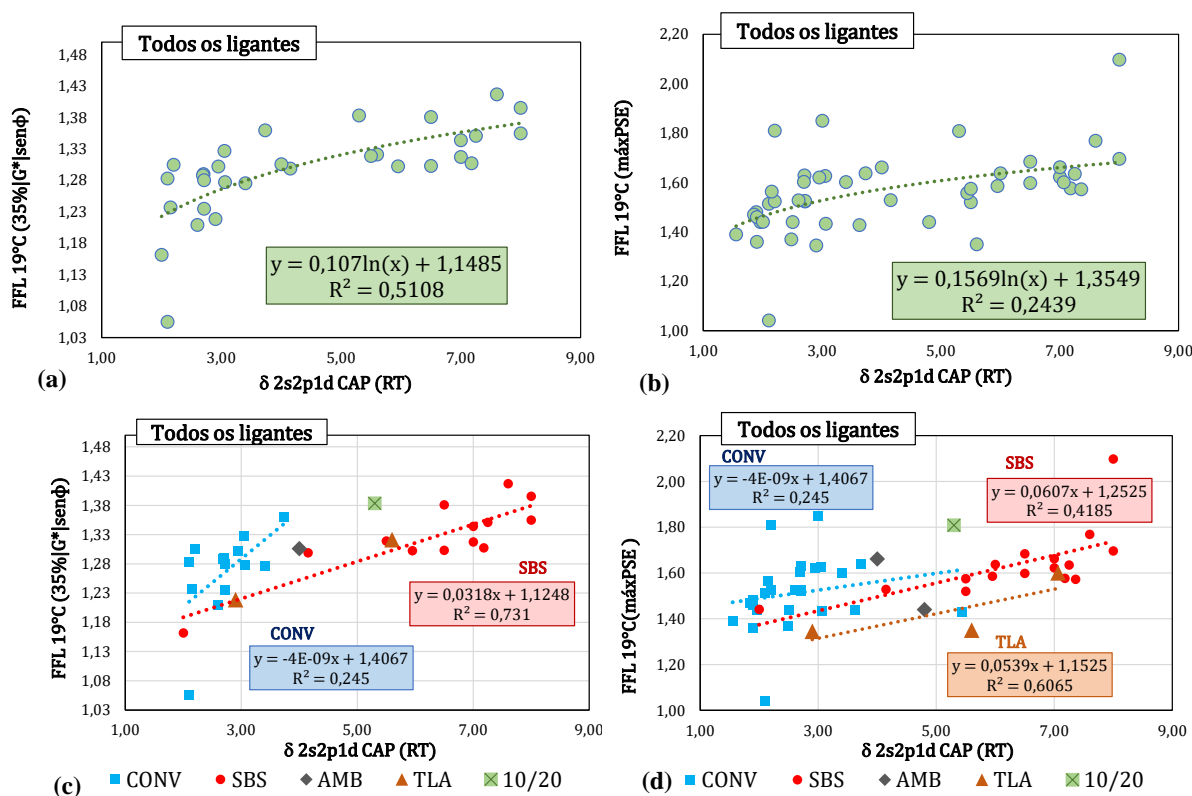 Todos os ligantes
FFL 19°C (35%|G*|senϕ)
1,48
1,43
1,38
1,33
1,28
1,23
1,18
1,13
1,08
1,03
y = 0,107ln(x) + 1,1485
R² = 0,5108
1,00 3,00 5,00 7,00 9,00
δ 2s2p1d CAP (RT)
(a)
Todos os ligantes
FFL 19°C (máxPSE)
2,20
2,00
1,80
1,60
1,40
1,20
1,00
y = 0,1569ln(x) + 1,3549
R² = 0,2439
1,00 3,00 5,00 7,00 9,00
δ 2s2p1d CAP (RT)
(b)
Todos os ligantes
FFL 19°C (35%|G*|senϕ)
1,48
1,43
1,38
1,33
1,28
1,23
1,18
1,13
1,08
1,03
SBS
y = 0,0318x + 1,1248
R² = 0,731
CONV
y = -4E-09x + 1,4067
R² = 0,245
1,00 3,00 5,00 7,00 9,00
δ 2s2p1d CAP (RT)
(c)
CONV SBS AMB TLA 10/20
Todos os ligantes
FFL 19°C(máxPSE)
2,20
2,00
1,80
1,60
1,40
1,20
1,00
CONV
y = -4E-09x + 1,4067
R² = 0,245
SBS
y = 0,0607x + 1,2525
R² = 0,4185
TLA
y = 0,0539x + 1,1525
R² = 0,6065
1,00 3,00 5,00 7,00 9,00
δ 2s2p1d CAP (RT)
(d)
CONV SBS AMB TLA 10/20